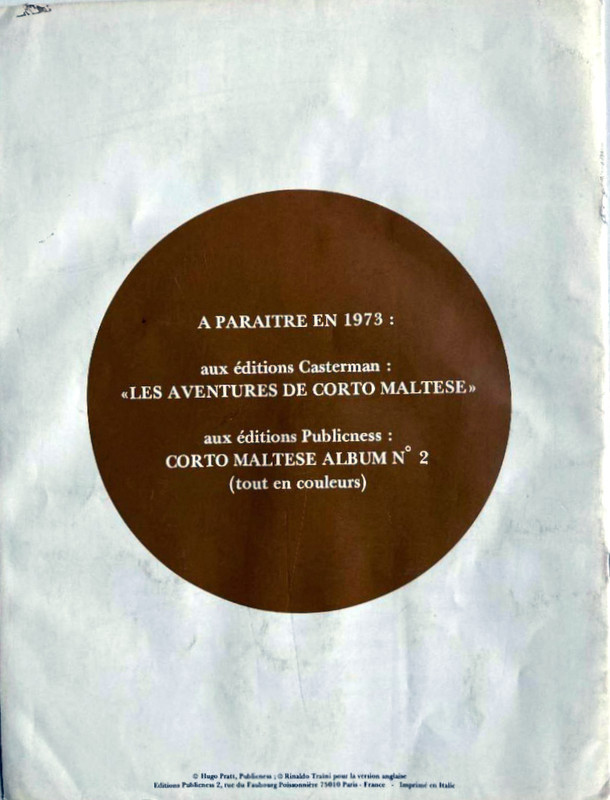 A PARAITRE EN 1973 :
aux éditions Casterman :
«LES AVENTURES DE CORTO MALTESE»
aux éditions Publicness :
CORTO MALTESE ALBUM N° 2
(tout en couleurs)
© Hugo Pratt, Publicness ; © Rinaldo Traini pour la version anglaise
Editions Publicness 2, rue du Faubourg Poissonnière 75010 Paris - France - Imprimé en Italie